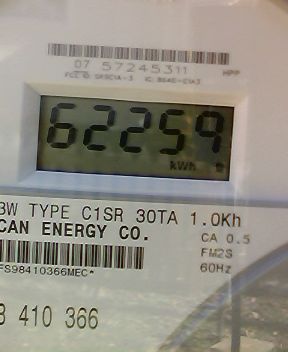 07 57245311
HPP
62259
kWh
3W TYPE C1SR 30TA 1.0Kh
CAN ENERGY CO.
CA 0.5
FM2S
60Hz
FS98410366MEC*
410 366